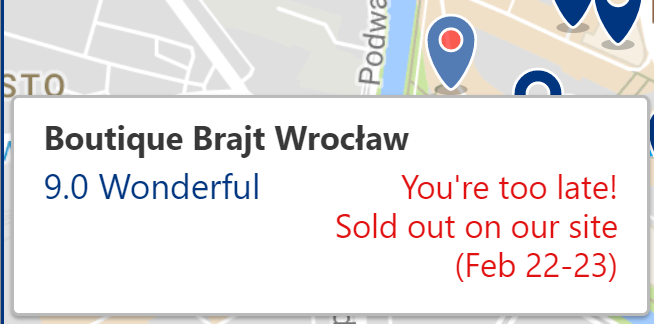 Podwa
STO
Boutique Brajt Wrocław
9.0 Wonderful
You're too late!
Sold out on our site
(Feb 22-23)